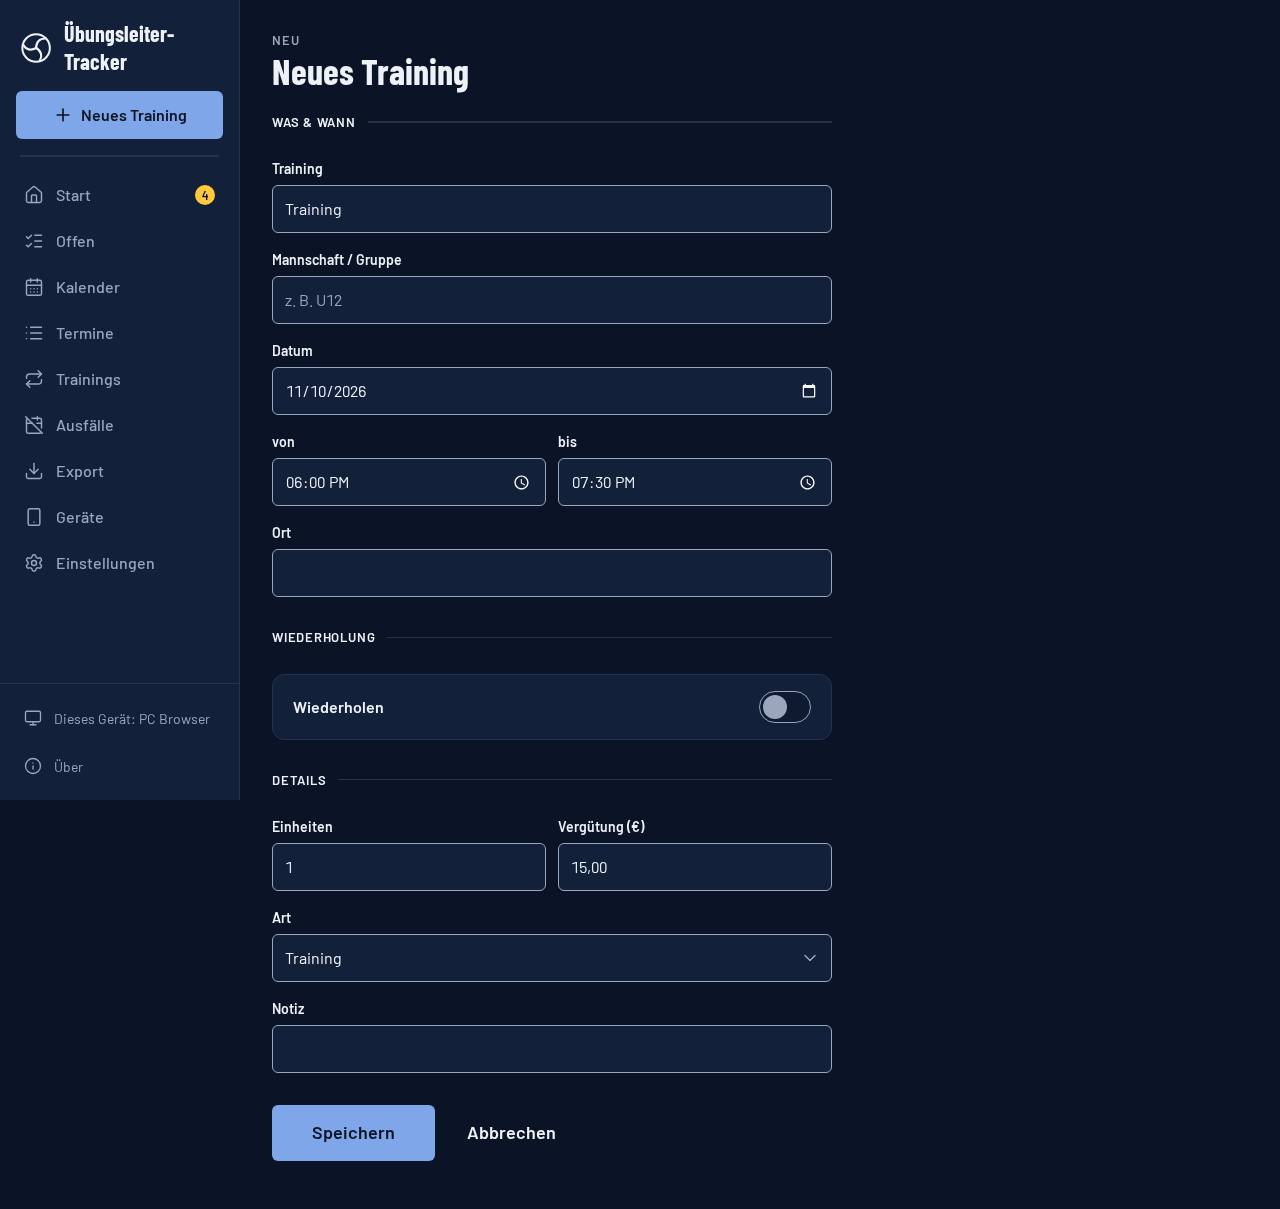 Übungsleiter-
Tracker
Neues Training
Start 4
Offen
Kalender
Termine
Trainings
Ausfälle
Export
Geräte
Einstellungen
Dieses Gerät: PC Browser
Über
NEU
Neues Training
WAS & WANN
Training
Training
Mannschaft / Gruppe
z. B. U12
Datum
11/10/2026
von bis
06:00 PM 07:30 PM
Ort
WIEDERHOLUNG
Wiederholen
DETAILS
Einheiten Vergütung (€)
1 15,00
Art
Training
Notiz
Speichern Abbrechen